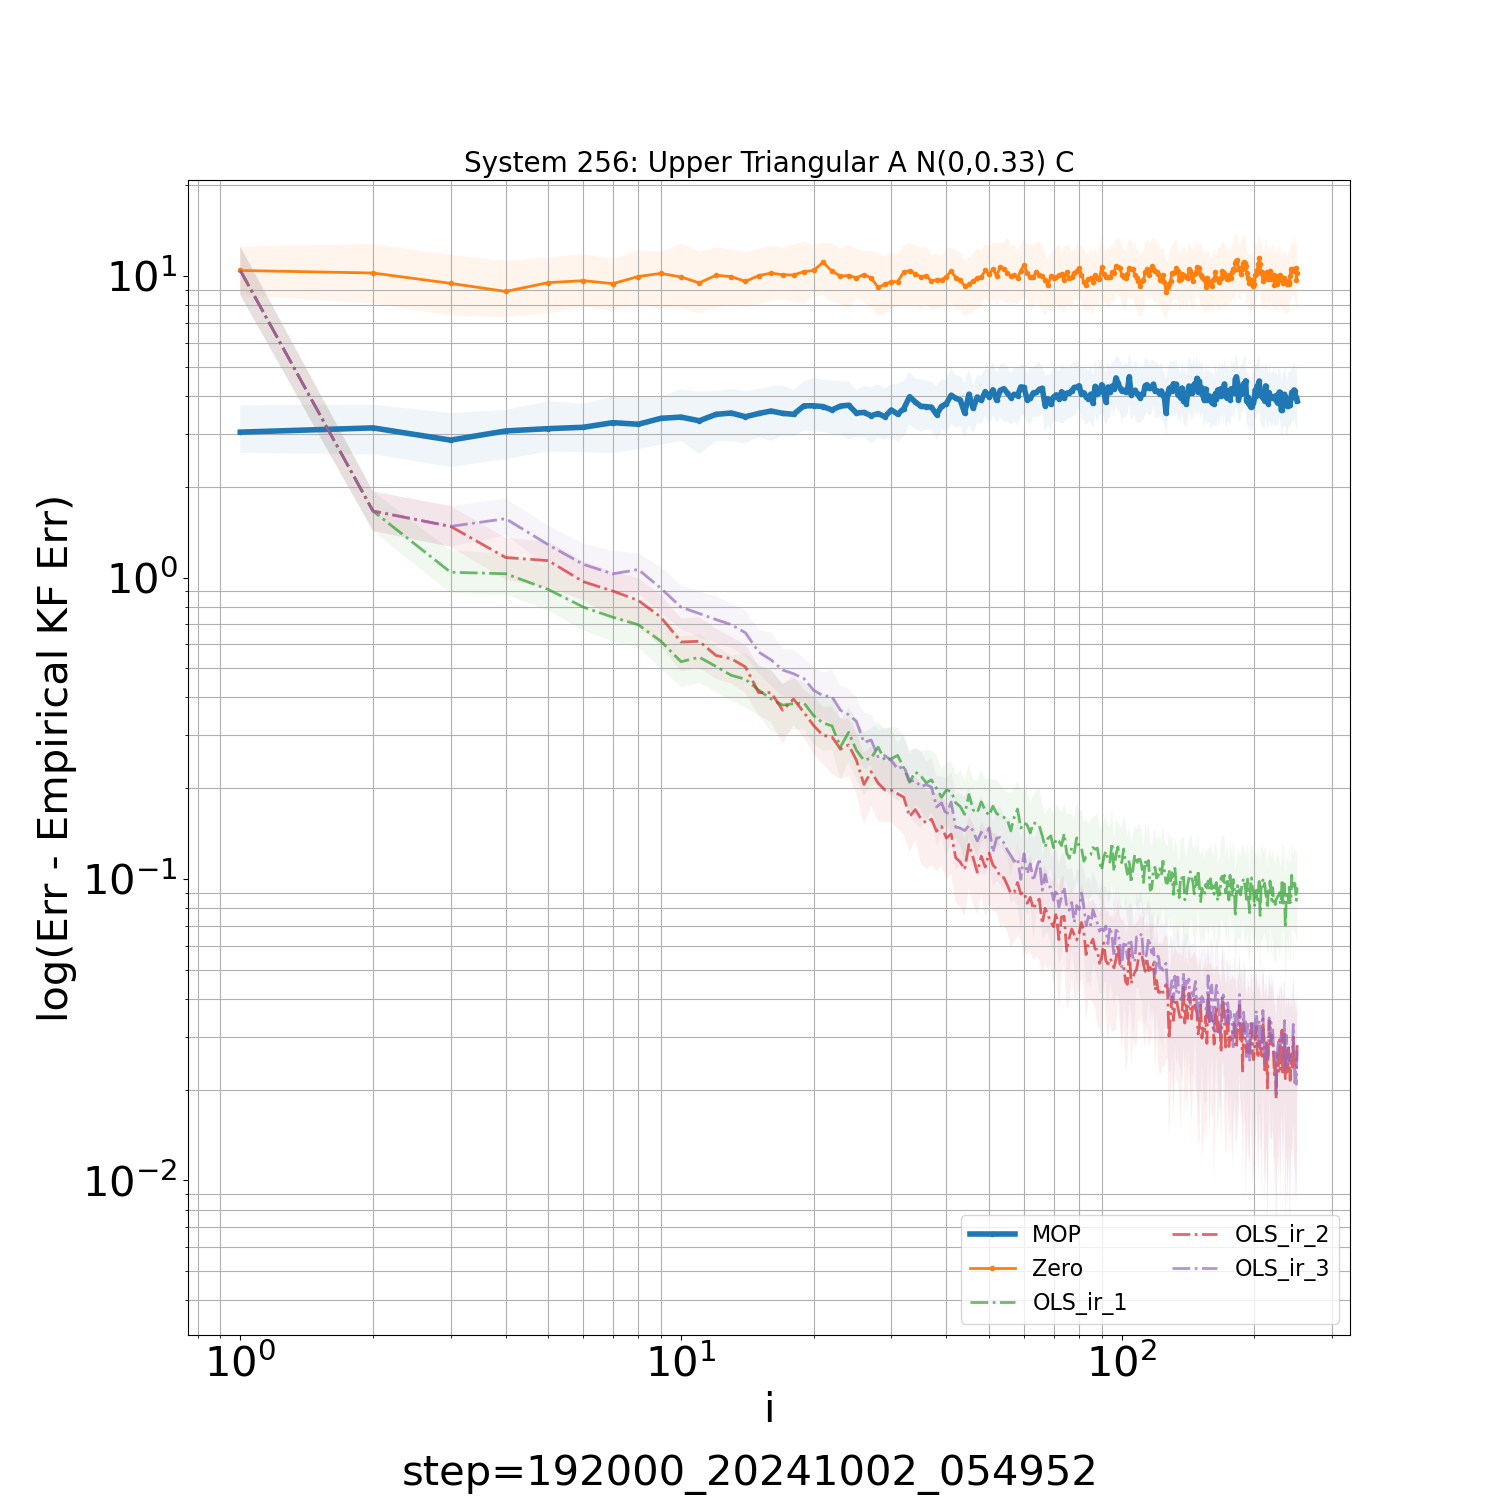 System 256: Upper Triangular A N(0,0.33) C
log(Err - Empirical KF Err)
10¹
10⁰
10⁻¹
10⁻²
10⁰ 10¹ 10²
i
step=192000_20241002_054952
MOP
Zero
OLS_ir_1
OLS_ir_2
OLS_ir_3